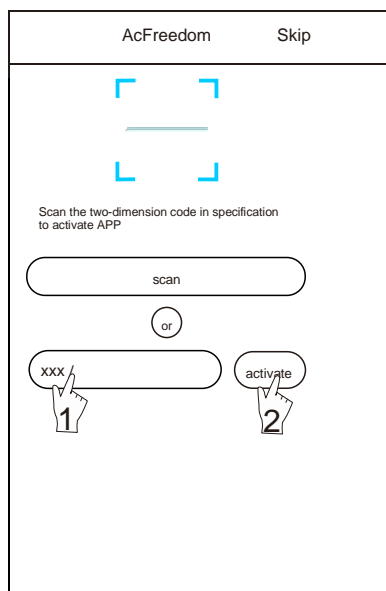 AcFreedom Skip
Scan the two-dimension code in specification
to activate APP
scan
or
xxx activate
1 2